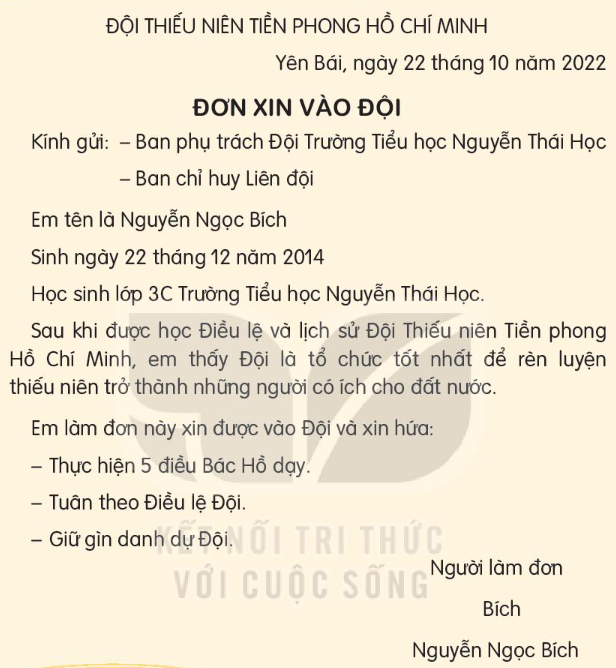 ĐỘI THIẾU NIÊN TIỀN PHONG HỒ CHÍ MINH
Yên Bái, ngày 22 tháng 10 năm 2022
ĐƠN XIN VÀO ĐỘI
Kính gửi: – Ban phụ trách Đội Trường Tiểu học Nguyễn Thái Học
– Ban chỉ huy Liên đội
Em tên là Nguyễn Ngọc Bích
Sinh ngày 22 tháng 12 năm 2014
Học sinh lớp 3C Trường Tiểu học Nguyễn Thái Học.
Sau khi được học Điều lệ và lịch sử Đội Thiếu niên Tiền phong
Hồ Chí Minh, em thấy Đội là tổ chức tốt nhất để rèn luyện
thiếu niên trở thành những người có ích cho đất nước.
Em làm đơn này xin được vào Đội và xin hứa:
– Thực hiện 5 điều Bác Hồ dạy.
– Tuân theo Điều lệ Đội.
– Giữ gìn danh dự Đội.
KẾT NỐI TRI THỨC
VỚI CUỘC SỐNG
Người làm đơn
Bích
Nguyễn Ngọc Bích